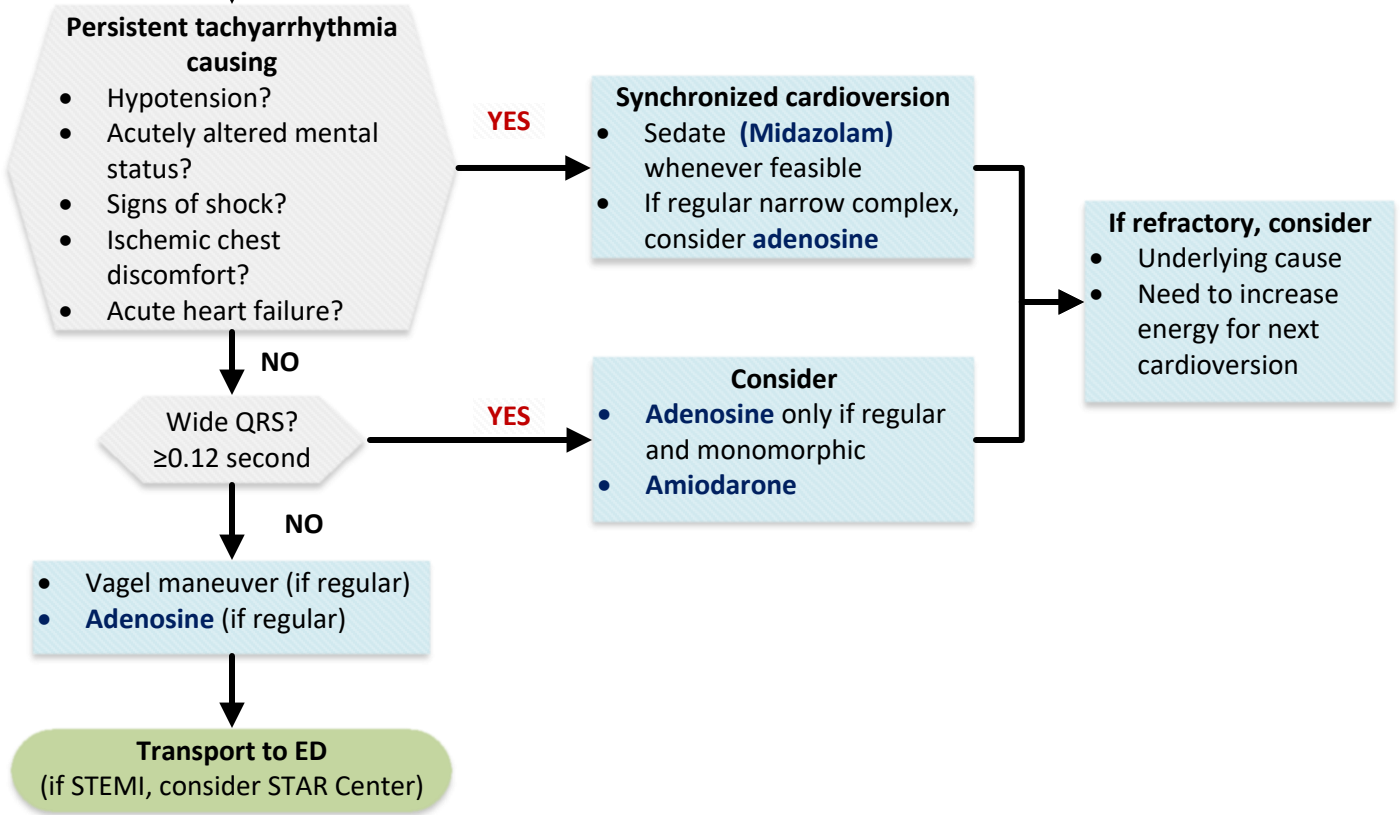 Persistent tachyarrhythmia
causing
• Hypotension?
• Acutely altered mental
status?
• Signs of shock?
• Ischemic chest
discomfort?
• Acute heart failure?
YES
Synchronized cardioversion
• Sedate (Midazolam)
whenever feasible
• If regular narrow complex,
consider adenosine
If refractory, consider
• Underlying cause
• Need to increase
energy for next
cardioversion
NO
Wide QRS?
≥0.12 second
YES
Consider
• Adenosine only if regular
and monomorphic
• Amiodarone
NO
• Vagel maneuver (if regular)
• Adenosine (if regular)
Transport to ED
(if STEMI, consider STAR Center)